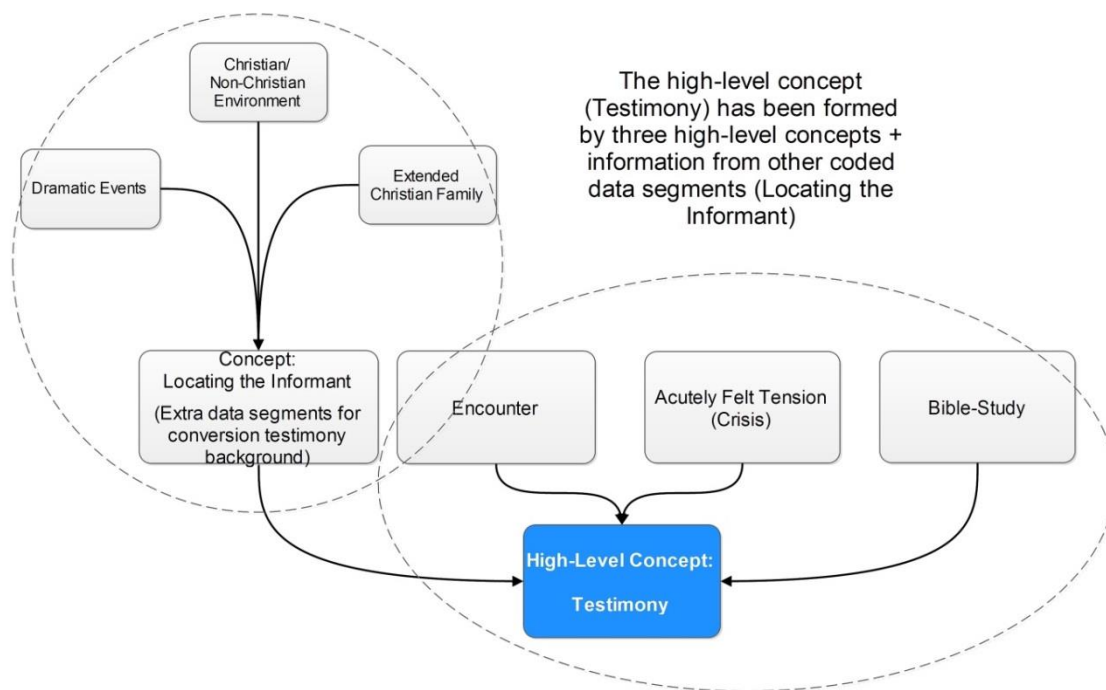 Christian/
Non-Christian
Environment
Dramatic Events
Extended
Christian Family
The high-level concept
(Testimony) has been formed
by three high-level concepts +
information from other coded
data segments (Locating the
Informant)
Concept:
Locating the Informant
(Extra data segments for
conversion testimony
background)
Encounter
Acutely Felt Tension
(Crisis)
Bible-Study
High-Level Concept:
Testimony